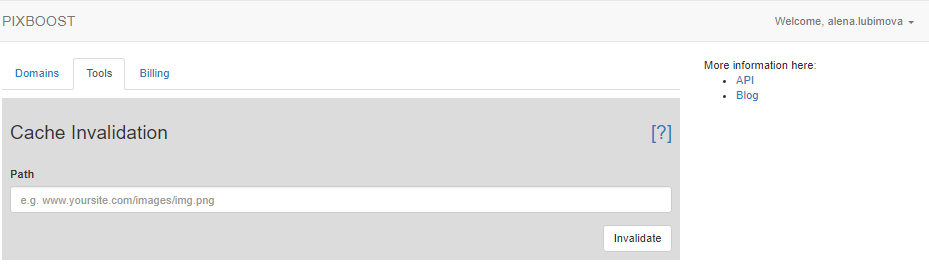 PIXBOOST
Welcome, alena.lubimova
Domains
Tools
Billing
Cache Invalidation
[?]
Path
e.g. www.yoursite.com/images/img.png
Invalidate
More information here:
API
Blog